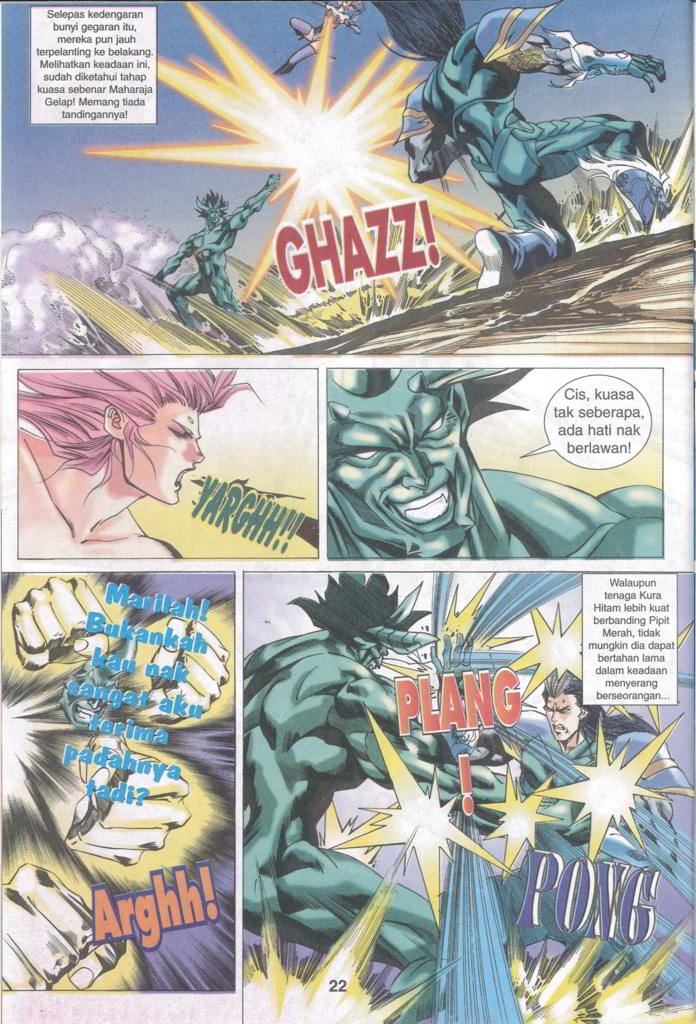 Selepas kedengaran
bunyi gegaran itu,
mereka pun jauh
terpelanting ke belakang.
Melihatkan keadaan ini,
sudah diketahui tahap
kuasa sebenar Maharaja
Gelap! Memang tiada
tandingannya!
GHAZZ!
YARGHH!!
Cis, kuasa
tak seberapa,
ada hati nak
berlawan!
Marilah!
Bukankah
kau nak
sangat aku
terima
padahnya
tadi?
Arghh!
Walaupun
tenaga Kura
Hitam lebih kuat
berbanding Pipit
Merah, tidak
mungkin dia dapat
bertahan lama
dalam keadaan
menyerang
berseorangan...
PLANG
!
PONG
22